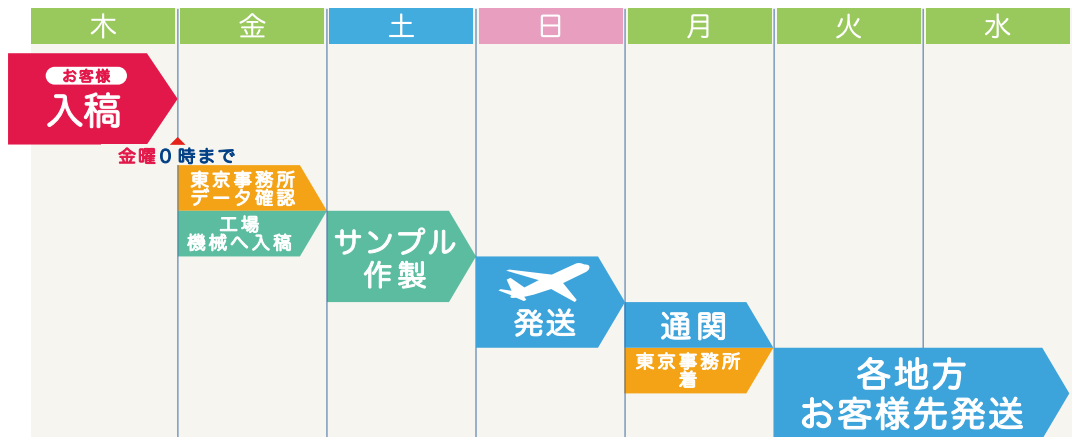 木 金 土 日 月 火 水
お客様
入稿
金曜0時まで
東京事務所
データ確認
工場
機械へ入稿
サンプル
作製
発送
通関
東京事務所
着
各地方
お客様先発送